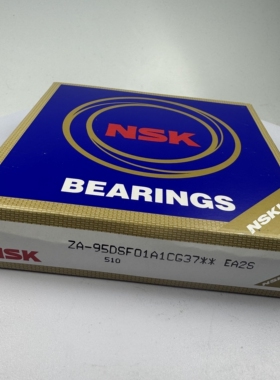 NSK
BEARINGS
NSK
NSK
ZA-95DSF01A1CG37** EA2S
510